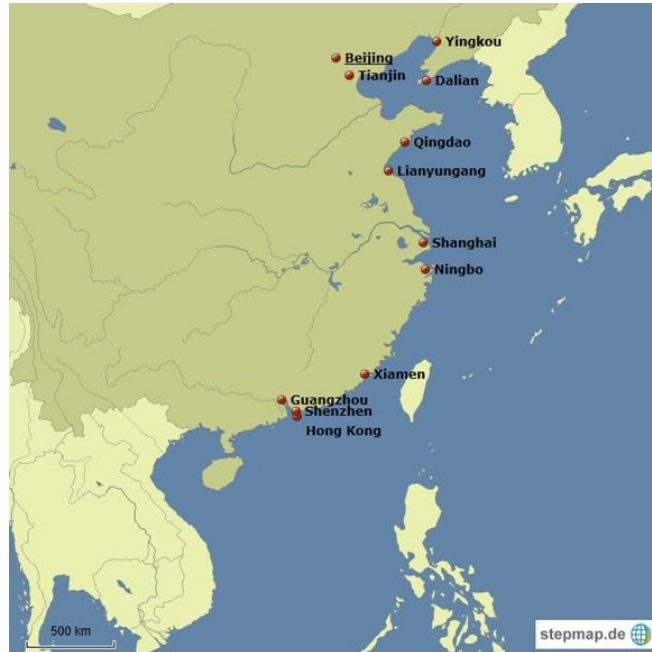 Yingkou
Beijing
Tianjin
Dalian
Qingdao
Lianyungang
Shanghai
Ningbo
Xiamen
Guangzhou
Shenzhen
Hong Kong
500 km
stepmap.de